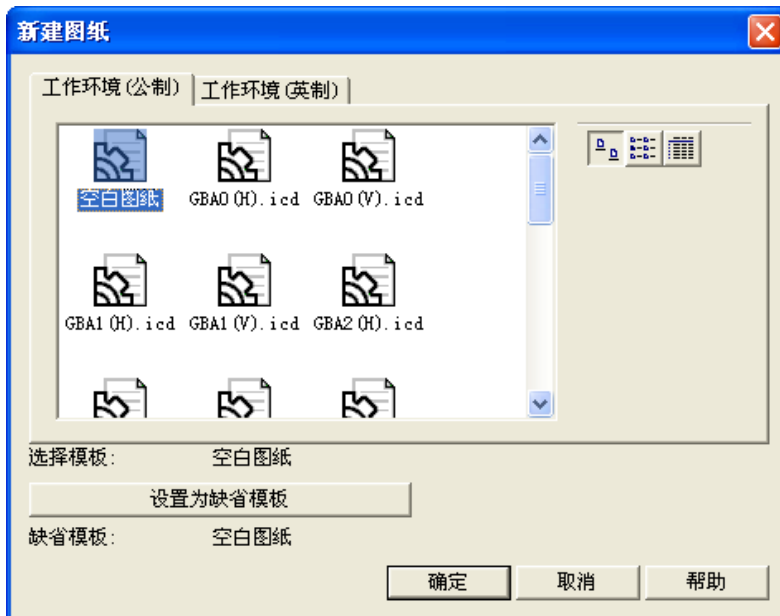 新建图纸
工作环境(公制) 工作环境(英制)
空白图纸 GBA0(H).icd GBA0(V).icd
GBA1(H).icd GBA1(V).icd GBA2(H).icd
选择模板: 空白图纸
设置为缺省模板
缺省模板: 空白图纸
确定 取消 帮助